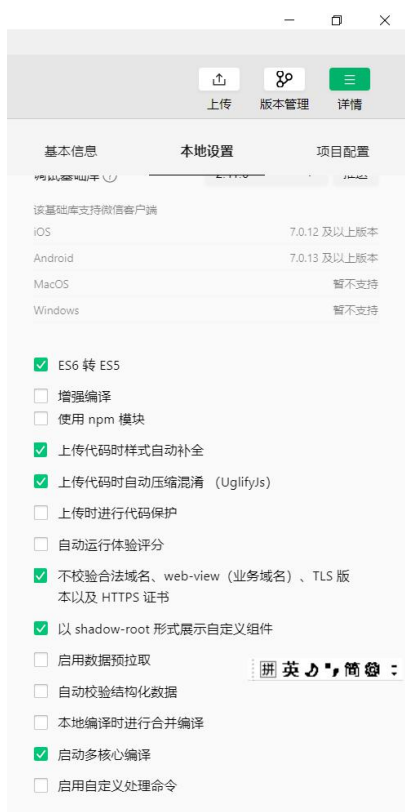 上传 版本管理 详情
基本信息 本地设置 项目配置
调试基础库
该基础库支持微信客户端
iOS 7.0.12 及以上版本
Android 7.0.13 及以上版本
MacOS 暂不支持
Windows 暂不支持
ES6 转 ES5
增强编译
使用 npm 模块
上传代码时样式自动补全
上传代码时自动压缩混淆 （UglifyJs）
上传时进行代码保护
自动运行体验评分
不校验合法域名、web-view（业务域名）、TLS 版
本以及 HTTPS 证书
以 shadow-root 形式展示自定义组件
启用数据预拉取
拼 英 简
自动校验结构化数据
本地编译时进行合并编译
启动多核心编译
启用自定义处理命令